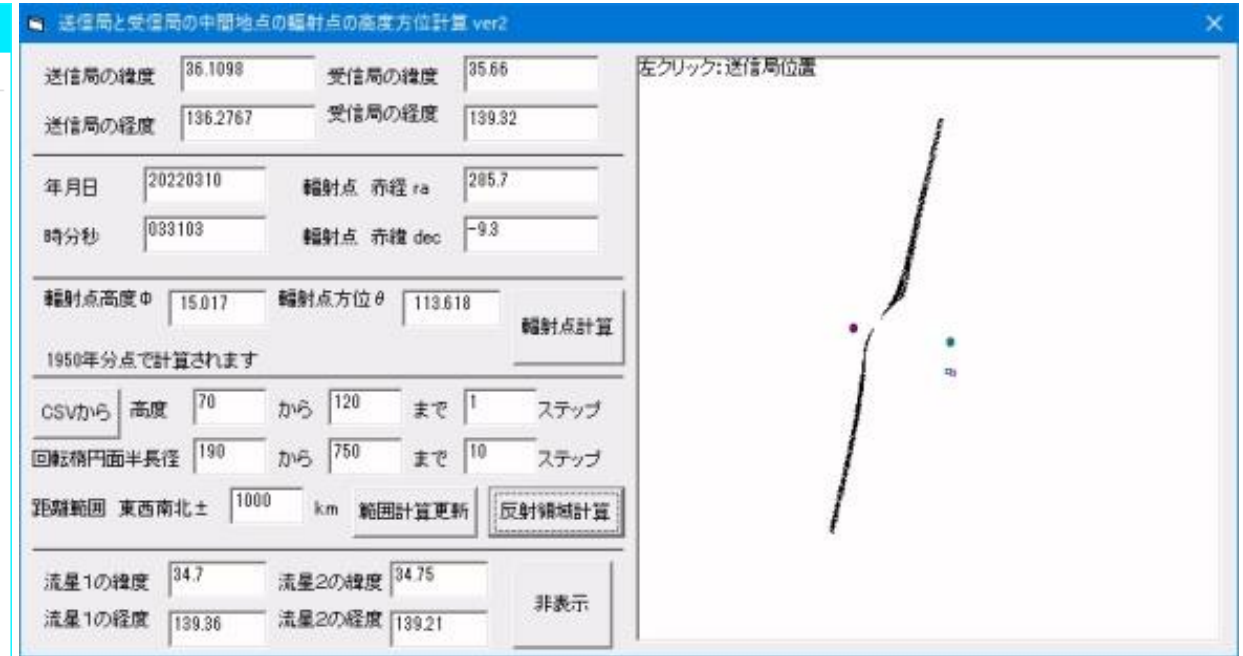 送信局と受信局の中間地点の輻射点の高度方位計算 ver2
送信局の緯度 36.1098 受信局の緯度 35.66
送信局の経度 136.2767 受信局の経度 139.32
年月日 20220310 輻射点 赤経 ra 285.7
時分秒 033103 輻射点 赤緯 dec -9.3
輻射点高度Φ 15.017 輻射点方位θ 113.618 輻射点計算
1950年分点で計算されます
CSVから 高度 70 から 120 まで 1 ステップ
回転楕円面半長径 190 から 750 まで 10 ステップ
距離範囲 東西南北± 1000 km 範囲計算更新 反射領域計算
流星1の緯度 34.7 流星2の緯度 34.75 非表示
流星1の経度 139.36 流星2の経度 139.21
左クリック:送信局位置